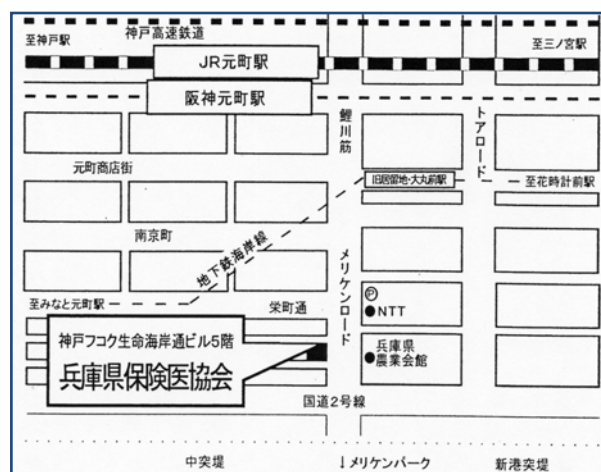 神戸高速鉄道
至神戸駅
至三ノ宮駅
JR元町駅
阪神元町駅
鯉川筋
トアロード
元町商店街
旧居留地・大丸前駅
至花時計前駅
南京町
地下鉄海岸線
メリケンロード
至みなと元町駅
栄町通
P
NTT
神戸フコク生命海岸通ビル5階
兵庫県保険医協会
兵庫県
農業会館
国道2号線
中突堤
↓メリケンパーク
新港突堤